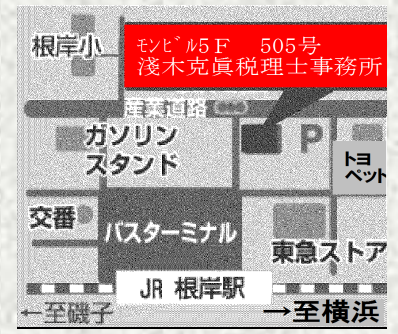 根岸小
モンビル5F 505号
淺木克眞税理士事務所
産業道路
ガソリン
スタンド
P
トヨ
ペット
交番
バスターミナル
東急ストア
JR 根岸駅
←至磯子
→至横浜